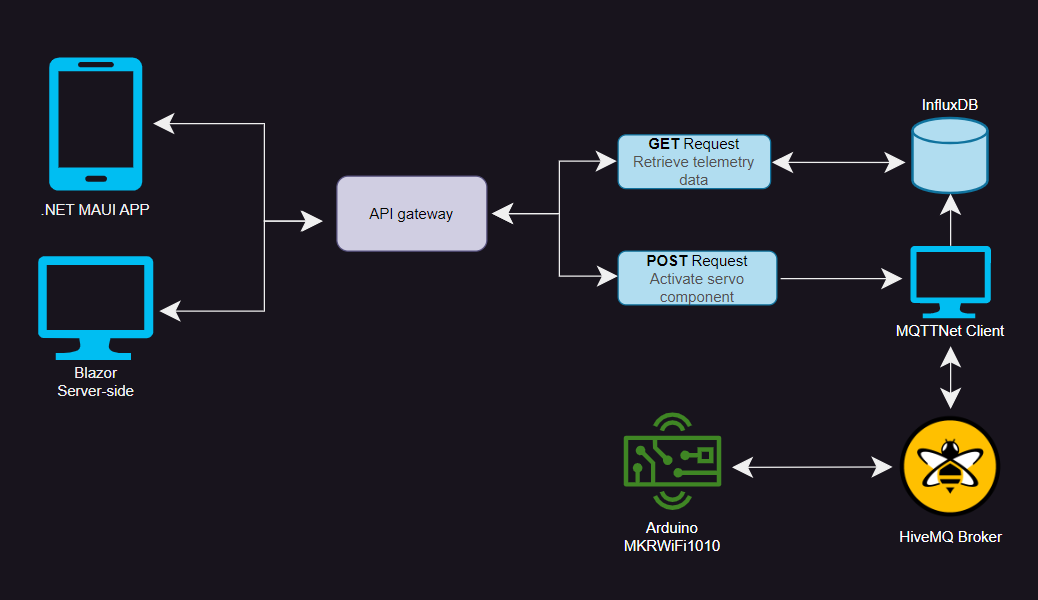 .NET MAUI APP
Blazor
Server-side
API gateway
GET Request
Retrieve telemetry
data
POST Request
Activate servo
component
InfluxDB
MQTTNet Client
Arduino
MKRWiFi1010
HiveMQ Broker